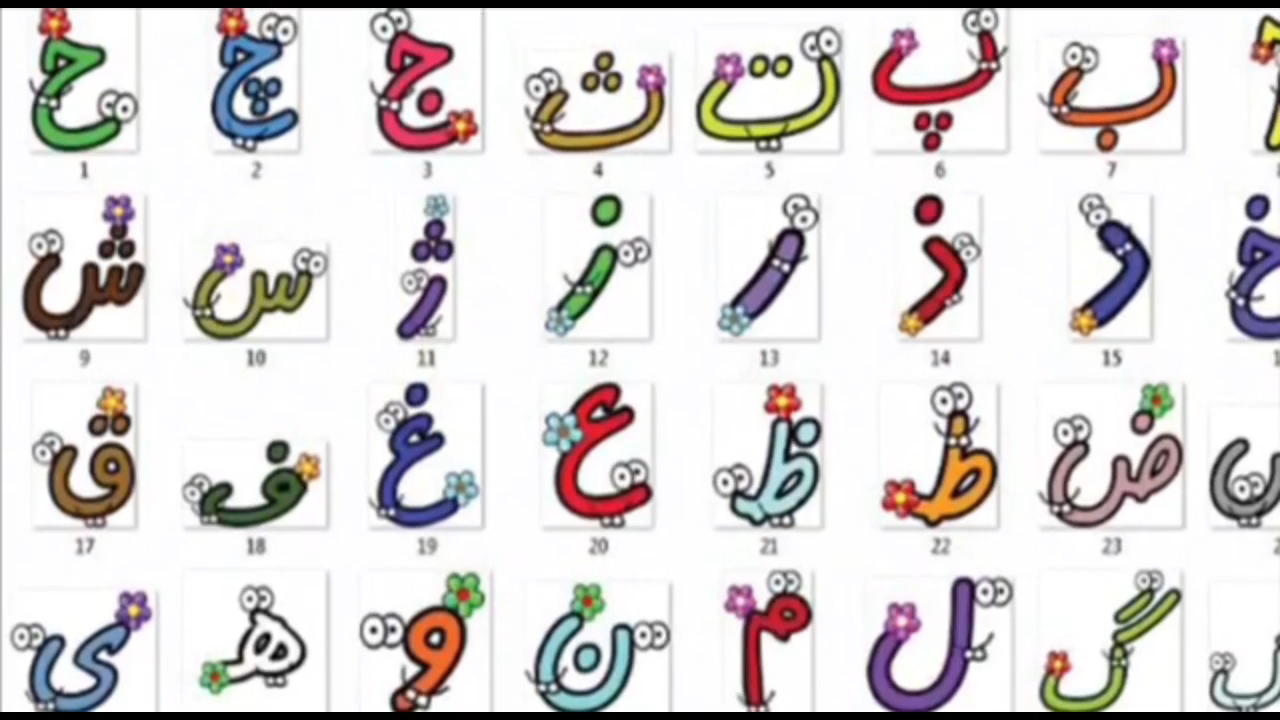 ب پ ت ث ج چ ح
1 2 3 4 5 6 7
خ د ذ ر ز ژ س ش
9 10 11 12 13 14 15
ض ط ظ ع غ ف ق
17 18 19 20 21 22 23
گ ل م ن و ه ی